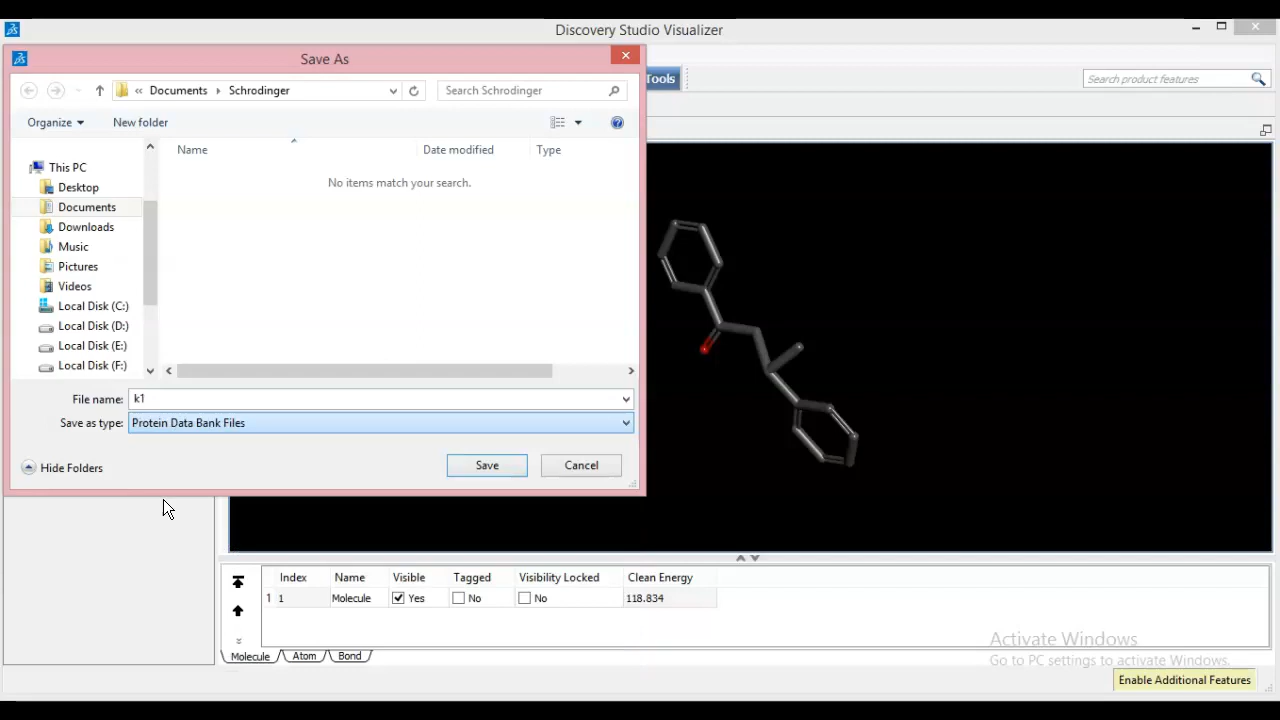 Discovery Studio Visualizer
Save As
Tools
Search product features
« Documents Schrodinger
Search Schrodinger
Organize
New folder
Name
Date modified
Type
This PC
No items match your search.
Desktop
Documents
Downloads
Music
Pictures
Videos
Local Disk (C:)
Local Disk (D:)
Local Disk (E:)
Local Disk (F:)
File name: k1
Save as type: Protein Data Bank Files
Hide Folders
Save
Cancel
Index Name Visible Tagged Visibility Locked Clean Energy
1 1 Molecule Yes No No 118.834
Activate Windows
Molecule Atom Bond
Go to PC settings to activate Windows.
Enable Additional Features